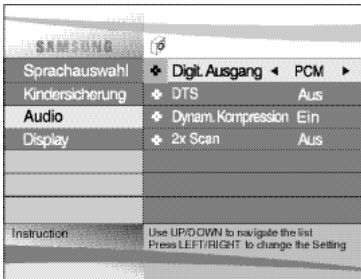 SAMSUNG
Sprachauswahl
Digit. Ausgang ◄ PCM ►
Kindersicherung
DTS Aus
Audio
Dynam. Kompression Ein
Display
2x Scan Aus
Instruction
Use UP/DOWN to navigate the list
Press LEFT/RIGHT to change the Setting